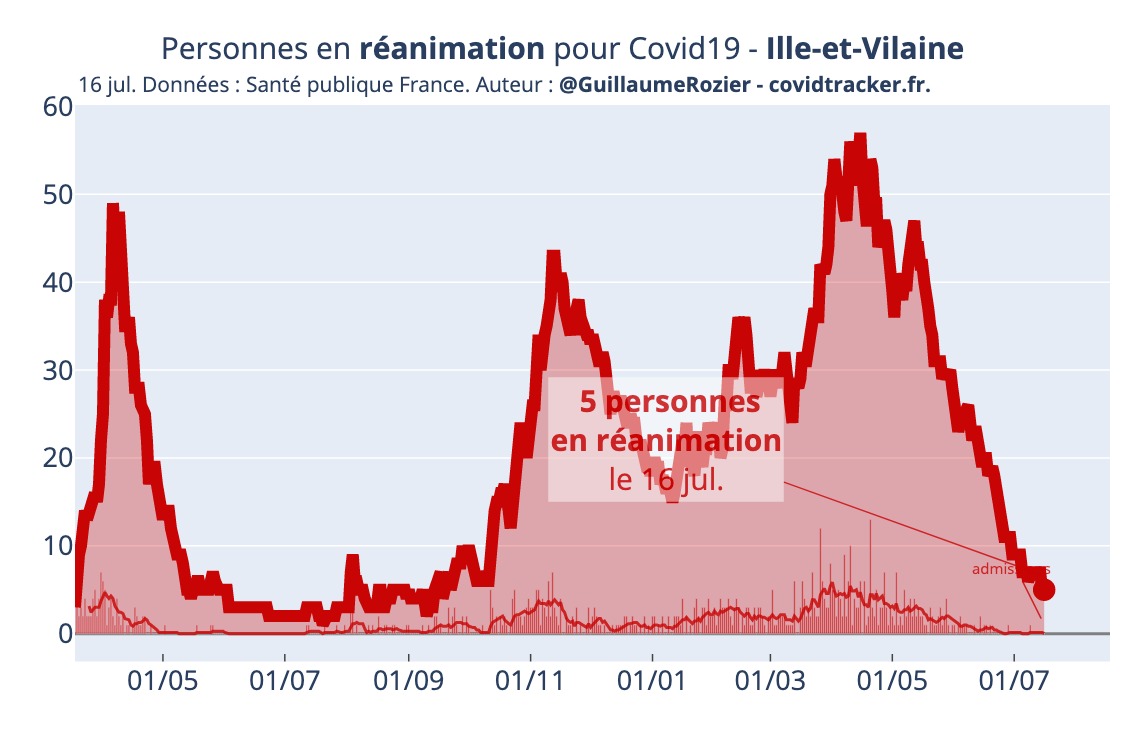 Personnes en réanimation pour Covid19 - Ille-et-Vilaine
16 jul. Données : Santé publique France. Auteur : @GuillaumeRozier - covidtracker.fr.
60
50
40
30
20
10
0
5 personnes
en réanimation
le 16 jul.
01/05 01/07 01/09 01/11 01/01 01/03 01/05 01/07